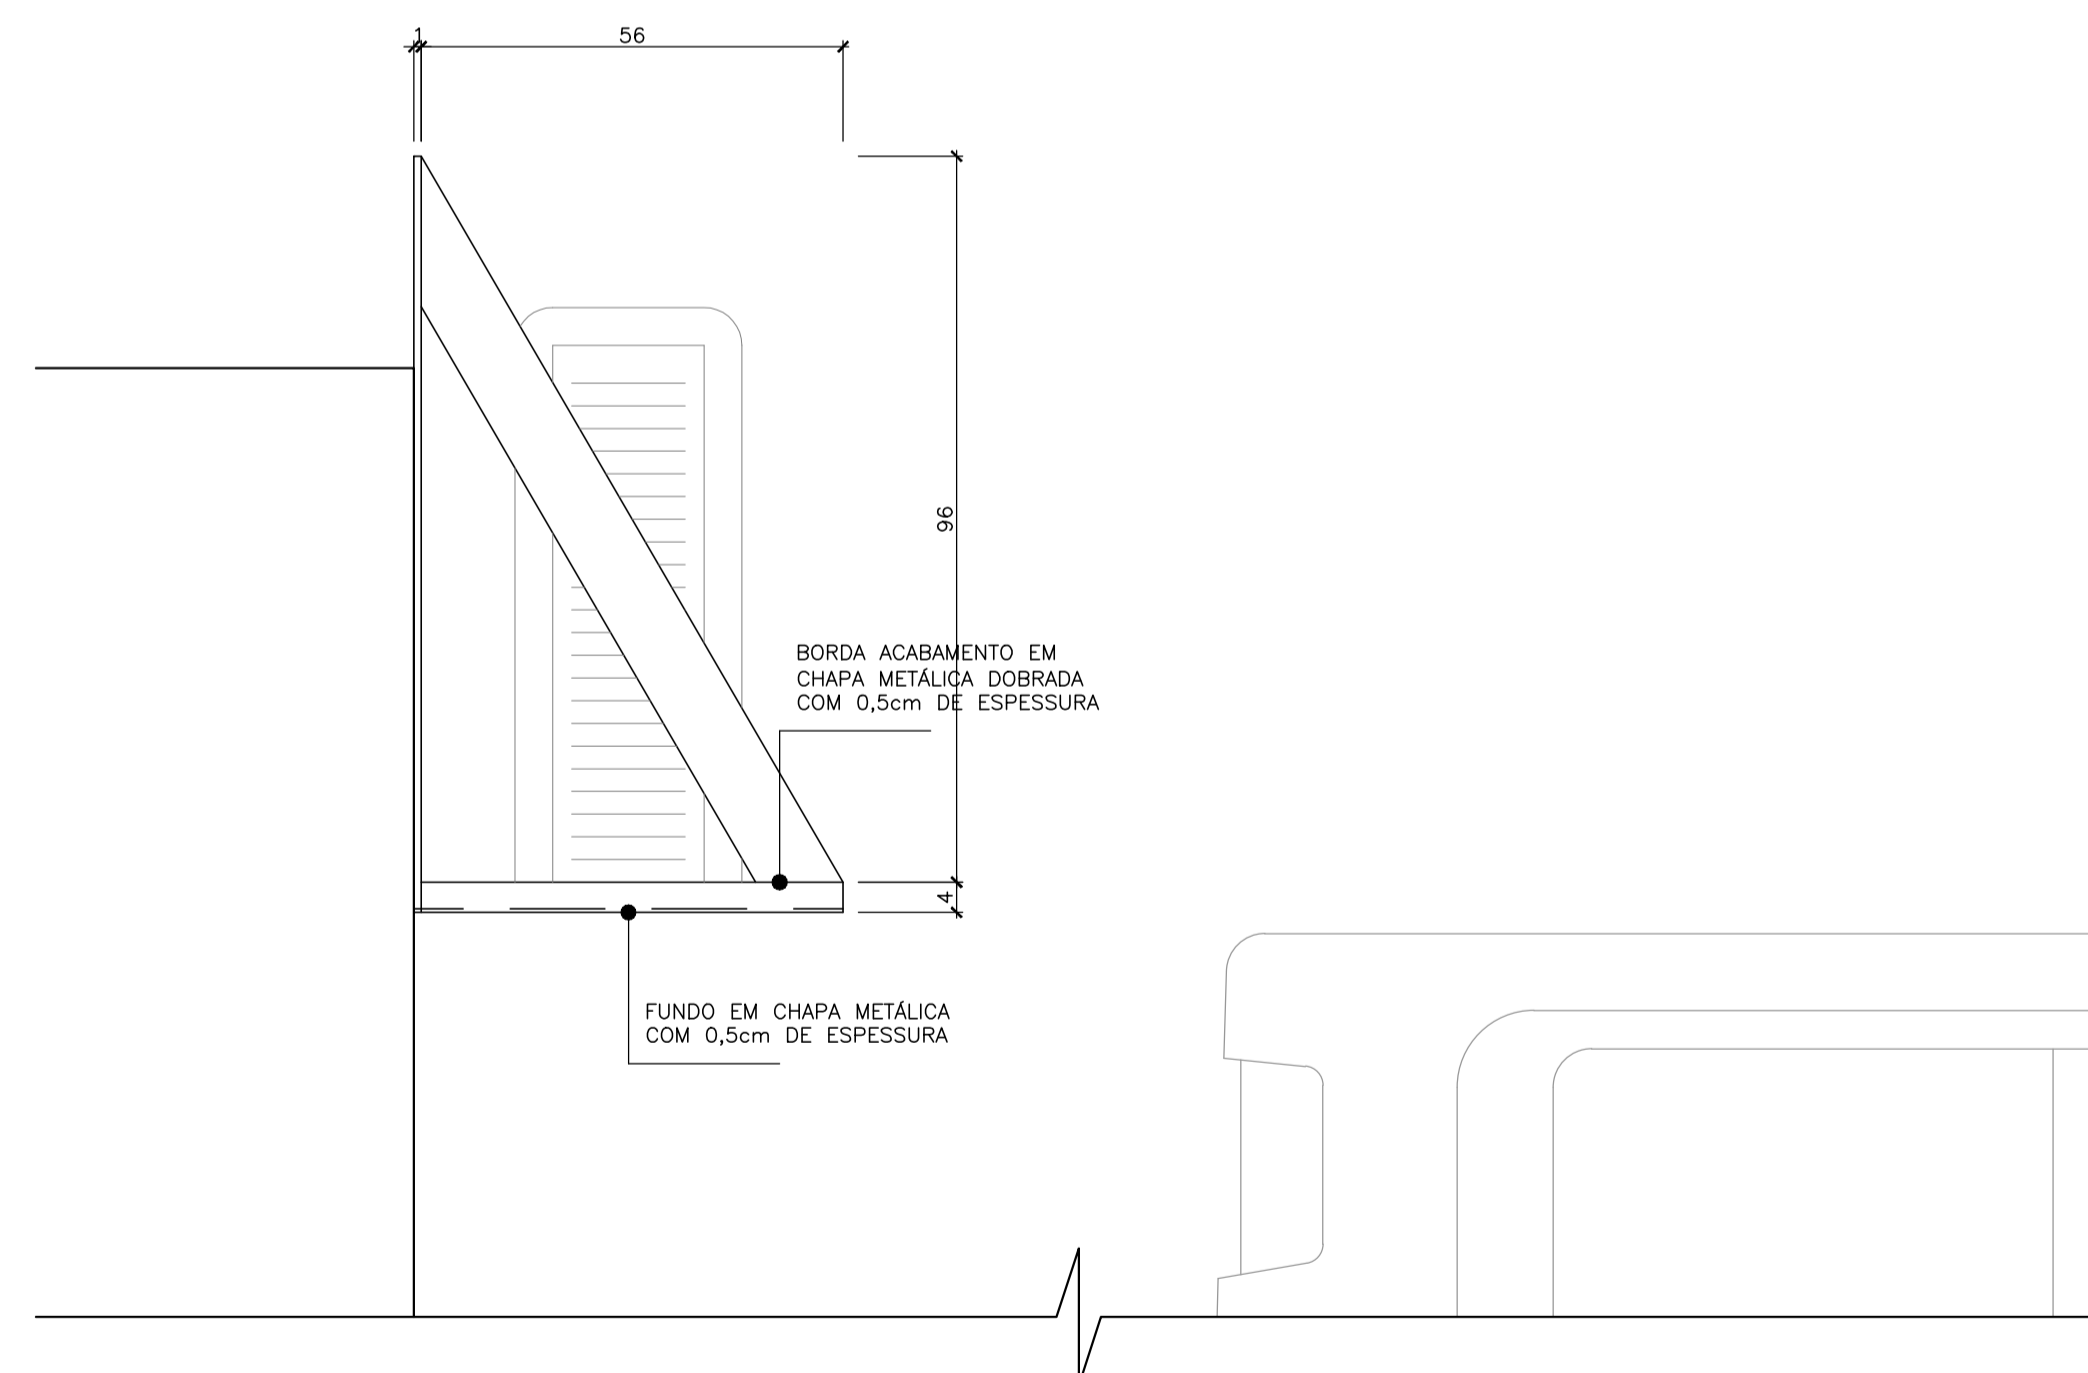 1
56
96
BORDA ACABAMENTO EM
CHAPA METÁLICA DOBRADA
COM 0,5cm DE ESPESSURA
4
FUNDO EM CHAPA METÁLICA
COM 0,5cm DE ESPESSURA